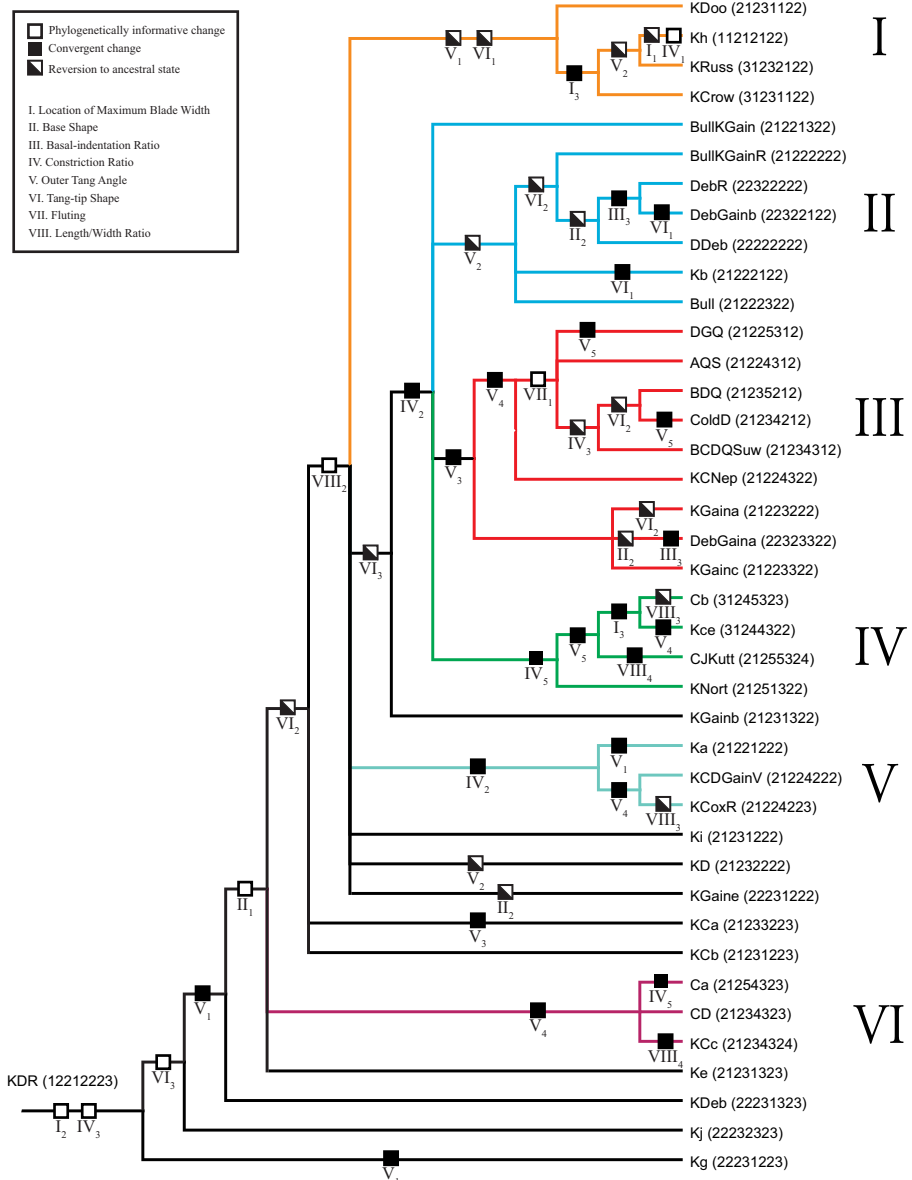 Phylogenetically informative change
Convergent change
Reversion to ancestral state
I. Location of Maximum Blade Width
II. Base Shape
III. Basal-indentation Ratio
IV. Constriction Ratio
V. Outer Tang Angle
VI. Tang-tip Shape
VII. Fluting
VIII. Length/Width Ratio
KDoo (21231122)
Kh (11212122)
I
V₁ VI₁
V₂ I₁ IV₁
KRuss (31232122)
I₃
KCrow (31231122)
BullKGain (21221322)
BullKGainR (21222222)
VI₂
DebR (22322222)
III₃
DebGainb (22322122)
II
II₂
VI₁
V₂
DDeb (22222222)
Kb (21222122)
VI₁
Bull (21222322)
DGQ (21225312)
V₅
AQS (21224312)
V₄ VII₁
BDQ (21235212)
IV₂
VI₂
ColdD (21234212)
III
IV₃
V₅
BCDQSuw (21234312)
V₃
VIII₂
KCNep (21224322)
KGaina (21223222)
VI₂
DebGaina (22323322)
II₂ III₃
VI₃
KGainc (21223322)
Cb (31245323)
VIII₃
I₃
Kce (31244322)
V₅
V₄
IV
CJKutt (21255324)
IV₅
VIII₄
KNort (21251322)
VI₂
KGainb (21231322)
Ka (21221222)
V₁
IV₂
KCDGainV (21224222)
V
V₄
KCoxR (21224223)
VIII₃
Ki (21231222)
KD (21232222)
V₂
KGaine (22231222)
II₁
II₂
KCa (21233223)
V₃
KCb (21231223)
Ca (21254323)
IV₅
V₁
CD (21234323)
V₄
VI
KCc (21234324)
VIII₄
Ke (21231323)
VI₃
KDR (12212223)
KDeb (22231323)
I₂ IV₃
Kj (22232323)
Kg (22231223)
V